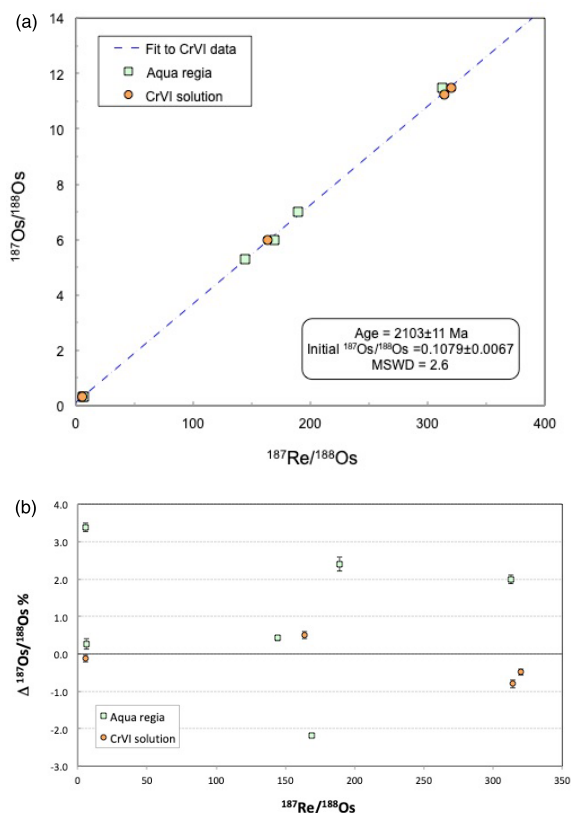 (a)
14
12
10
8
6
4
2
0
Fit to CrVI data
Aqua regia
CrVI solution
187Os/188Os
Age = 2103±11 Ma
Initial 187Os/188Os =0.1079±0.0067
MSWD = 2.6
0 100 200 300 400
187Re/188Os
(b)
4.0
3.0
2.0
1.0
0.0
-1.0
-2.0
-3.0
Δ 187Os/188Os %
Aqua regia
CrVI solution
0 50 100 150 200 250 300 350
187Re/188Os